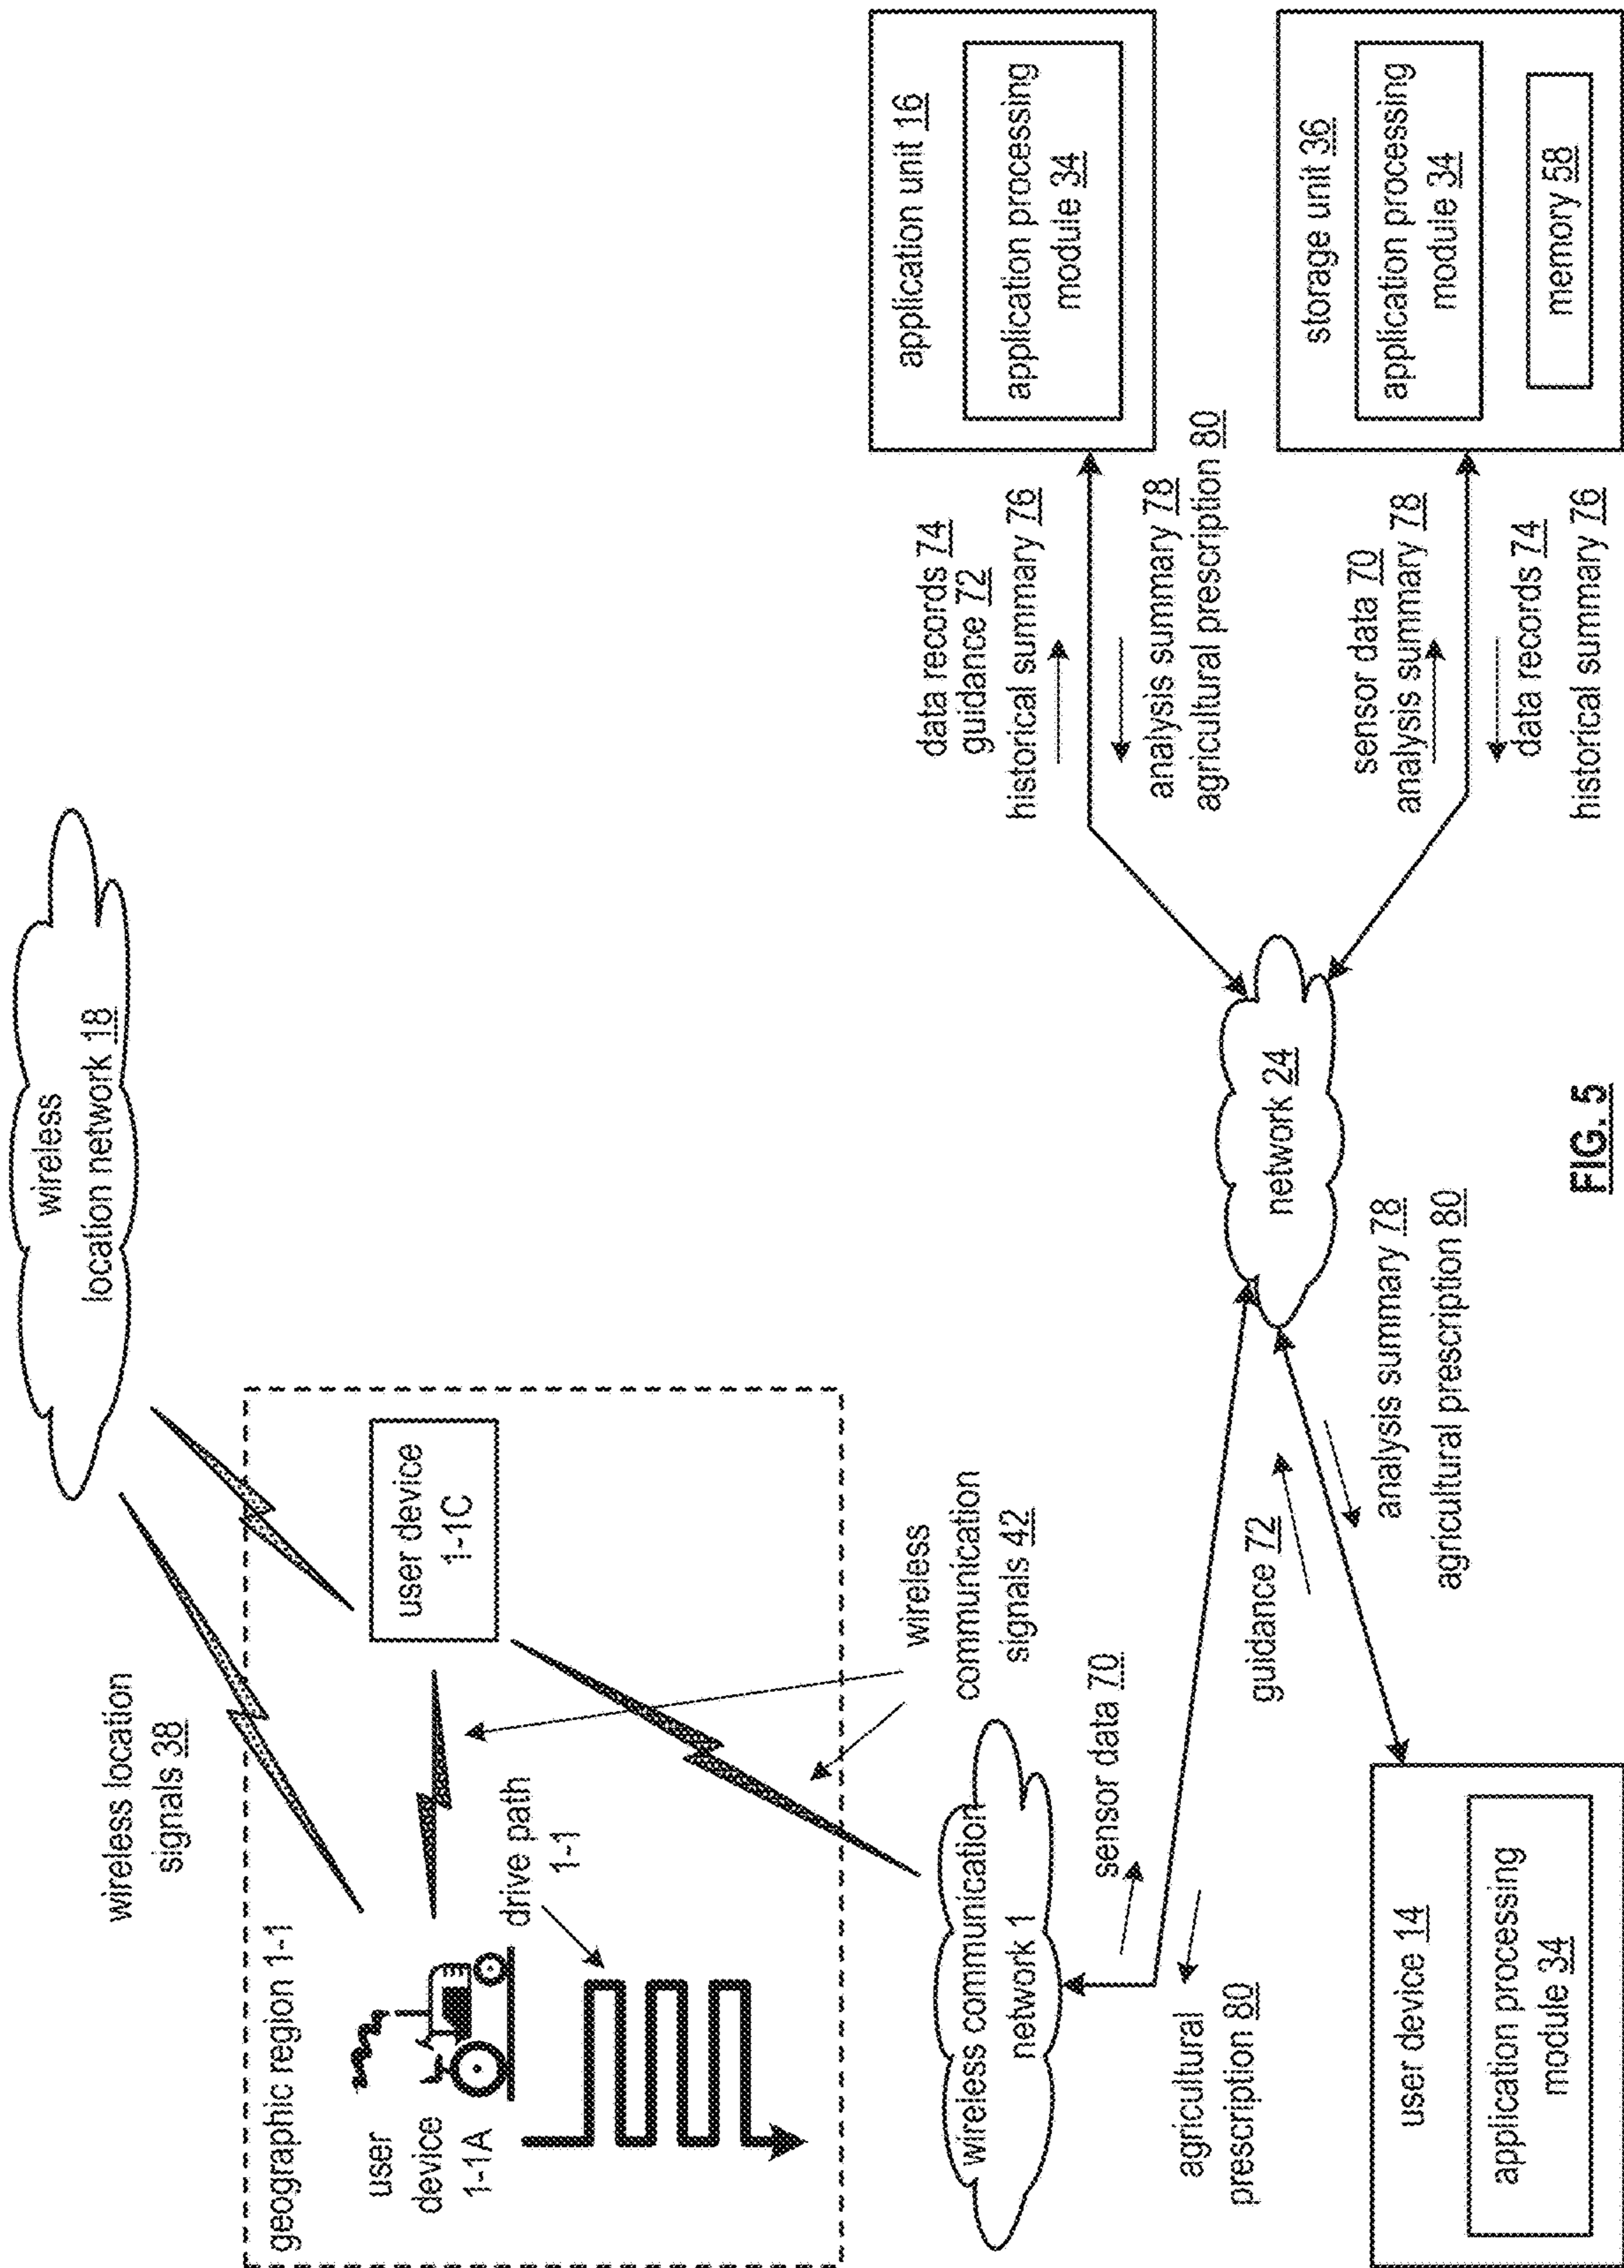 wireless
location network 18
wireless location
signals 38
geographic region 1-1
user
device
1-1A
user device
1-1C
drive path
1-1
wireless
communication
signals 42
wireless communication
network 1
sensor data 70
agricultural
prescription 80
guidance 72
analysis summary 78
agricultural prescription 80
user device 14
application processing
module 34
network 24
data records 74
guidance 72
historical summary 76
analysis summary 78
agricultural prescription 80
application unit 16
application processing
module 34
sensor data 70
analysis summary 78
data records 74
historical summary 76
storage unit 36
application processing
module 34
memory 58
FIG. 5